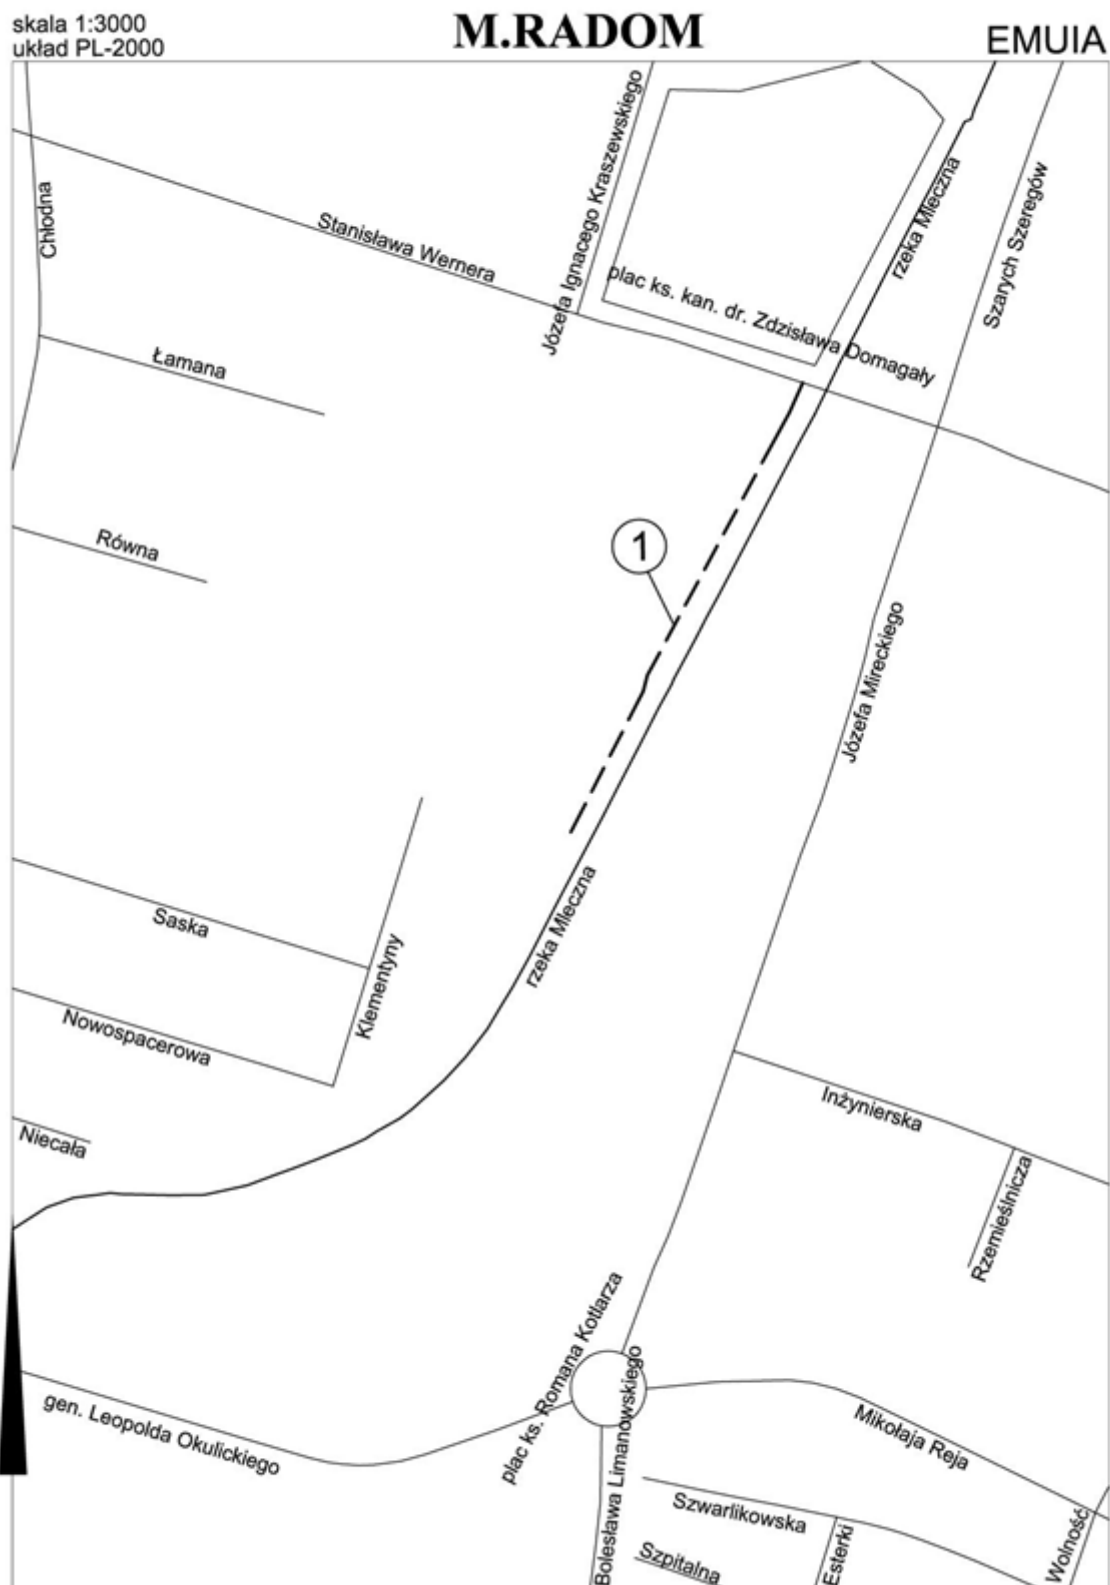 skala 1:3000
układ PL-2000
M.RADOM
EMUIA
Chłodna
Stanisława Wernera
Józefa Ignacego Kraszewskiego
plac ks. kan. dr. Zdzisława Domagały
rzeka Mleczna
Szarych Szeregów
Łamana
Równa
1
Józefa Mireckiego
rzeka Mleczna
Saska
Klementyny
Nowospacerowa
Niecała
Inżynierska
Rzemieślnicza
plac ks. Romana Kotlarza
gen. Leopolda Okulickiego
Bolesława Limanowskiego
Mikołaja Reja
Szwarlikowska
Szpitalna
Esterki
Wolność